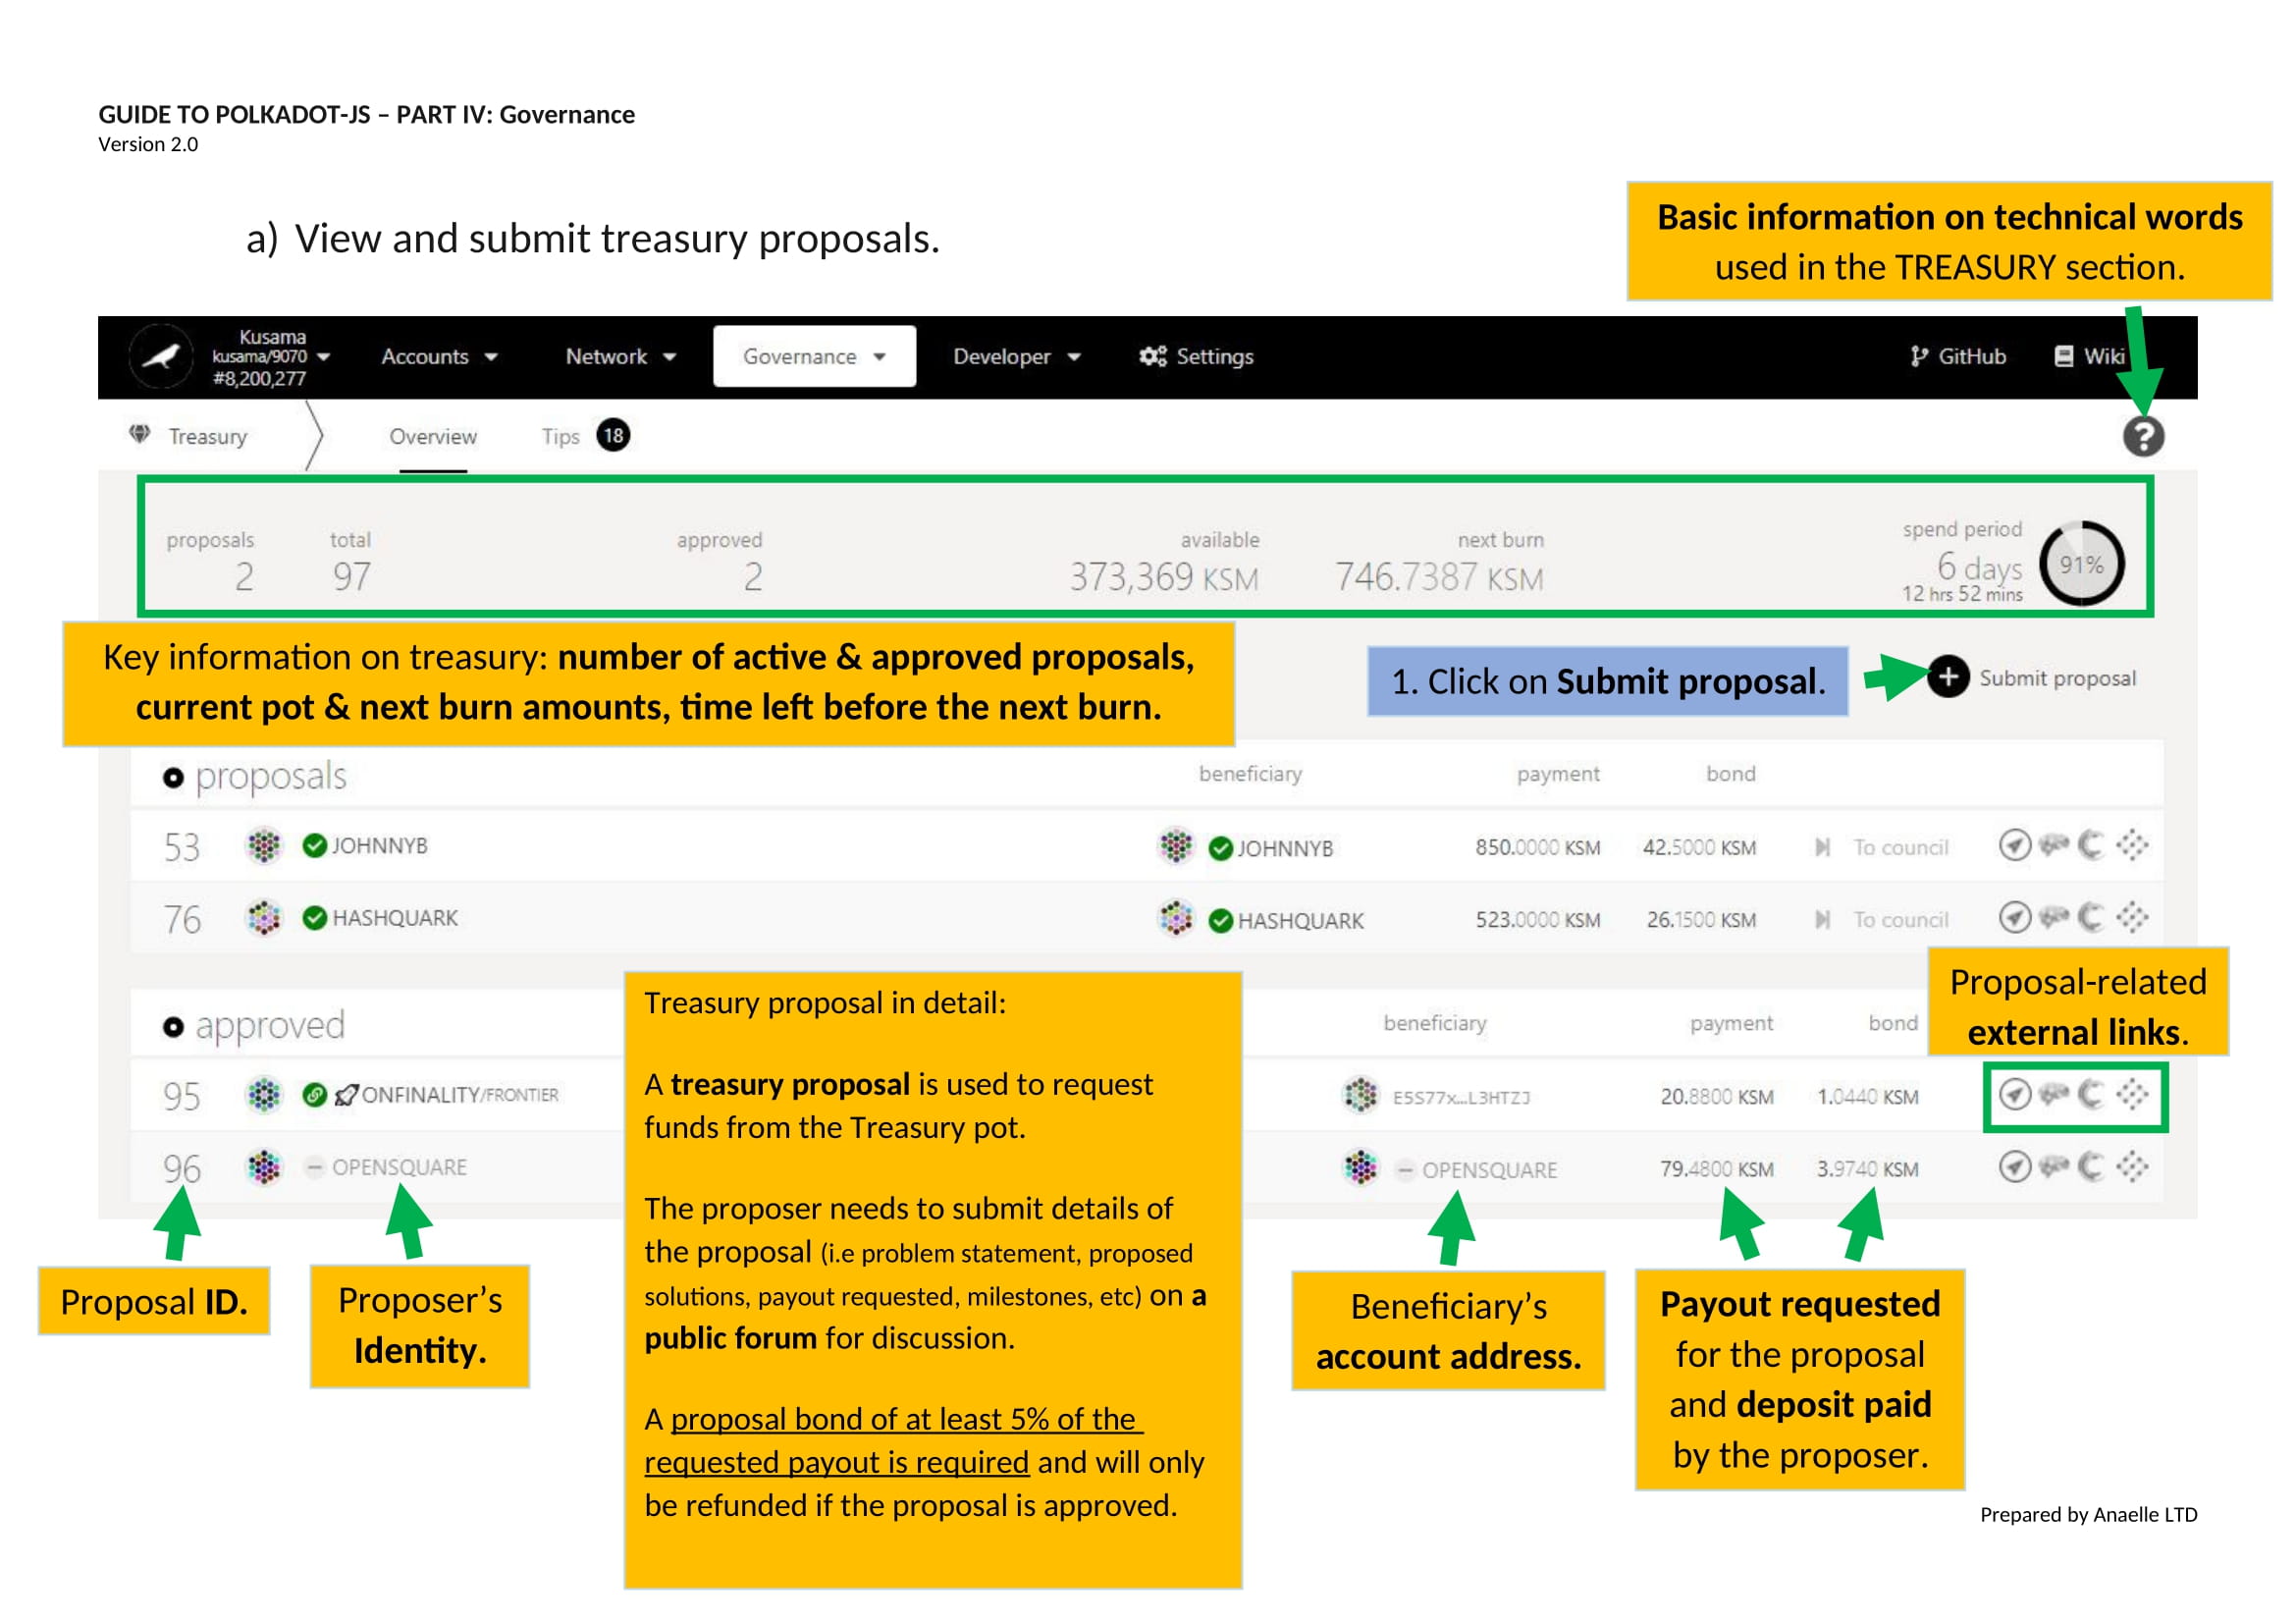 GUIDE TO POLKADOT-JS – PART IV: Governance
Version 2.0
a) View and submit treasury proposals.
Basic information on technical words
used in the TREASURY section.
Kusama
kusama/9070
#8,200,277
Accounts
Network
Governance
Developer
Settings
GitHub
Wiki
Treasury
Overview
Tips 18
?
proposals
2
total
97
approved
2
available
373,369 KSM
next burn
746.7387 KSM
spend period
6 days
12 hrs 52 mins
91%
Key information on treasury: number of active & approved proposals,
current pot & next burn amounts, time left before the next burn.
1. Click on Submit proposal.
Submit proposal
proposals beneficiary payment bond
53 JOHNNYB JOHNNYB 850.0000 KSM 42.5000 KSM To council
76 HASHQUARK HASHQUARK 523.0000 KSM 26.1500 KSM To council
approved beneficiary payment bond
95 ONFINALITY/FRONTIER E5S77x...L3HTZJ 20.8800 KSM 1.0440 KSM
96 OPENSQUARE OPENSQUARE 79.4800 KSM 3.9740 KSM
Proposal-related
external links.
Treasury proposal in detail:
A treasury proposal is used to request
funds from the Treasury pot.
The proposer needs to submit details of
the proposal (i.e problem statement, proposed
solutions, payout requested, milestones, etc) on a
public forum for discussion.
A proposal bond of at least 5% of the
requested payout is required and will only
be refunded if the proposal is approved.
Proposal ID.
Proposer’s
Identity.
Beneficiary’s
account address.
Payout requested
for the proposal
and deposit paid
by the proposer.
Prepared by Anaelle LTD